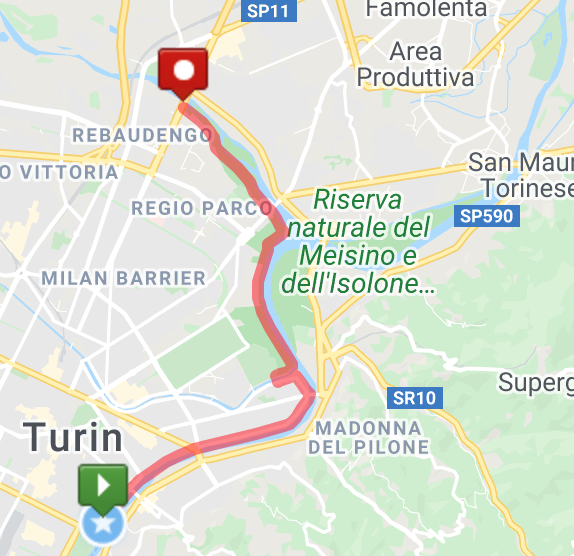 SP11
Famolenta
Area
Produttiva
REBAUDENGO
O VITTORIA
San Mau
Torinese
REGIO PARCO
Riserva
naturale del
Meisino e
dell'Isolone...
SP590
MILAN BARRIER
Superg
SR10
MADONNA
DEL PILONE
Turin